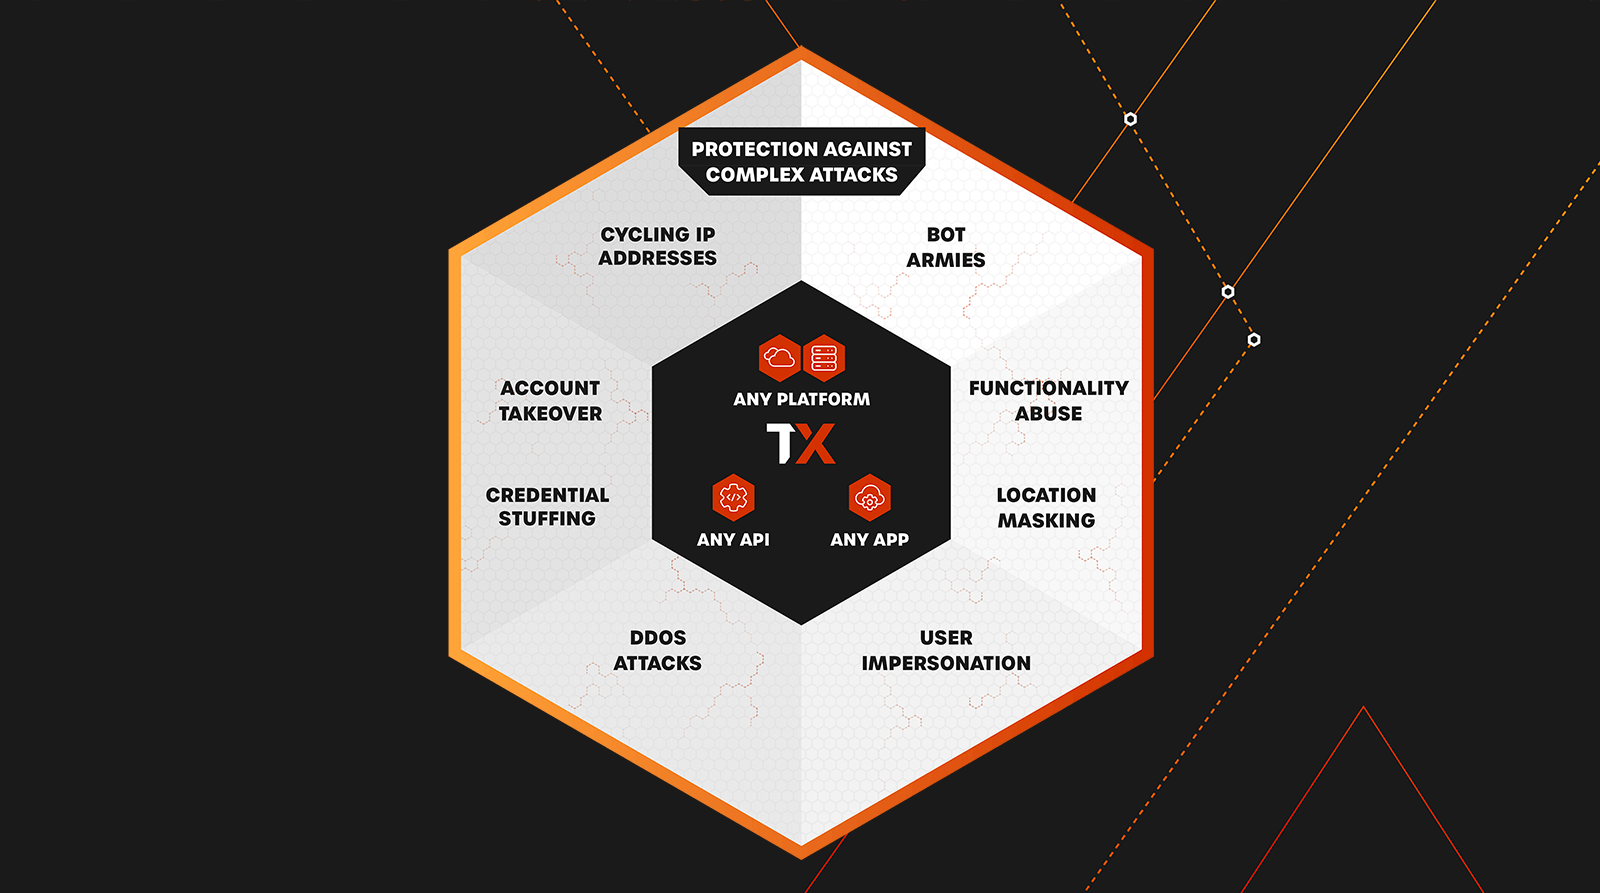 PROTECTION AGAINST
COMPLEX ATTACKS
CYCLING IP
ADDRESSES
BOT
ARMIES
ACCOUNT
TAKEOVER
ANY PLATFORM
FUNCTIONALITY
ABUSE
TX
CREDENTIAL
STUFFING
LOCATION
MASKING
ANY API
ANY APP
DDOS
ATTACKS
USER
IMPERSONATION